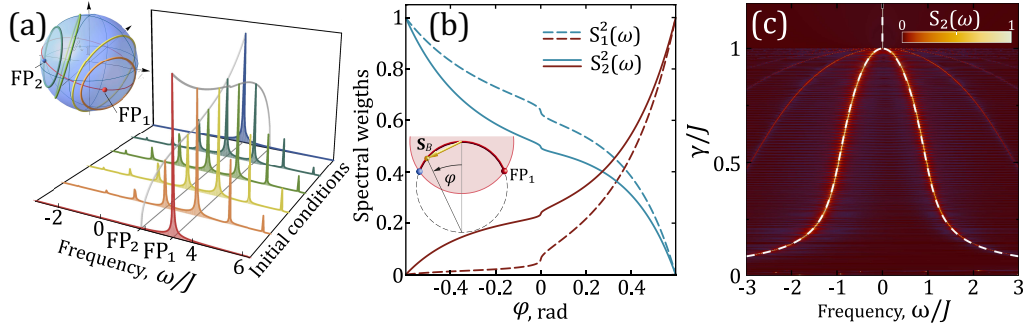 (a)
FP₂
FP₁
-2
0
FP₂ FP₁
4
6
Frequency, ω/J
Initial conditions
(b)
S₁²(ω)
S₂²(ω)
Spectral weigths
1
0.8
0.6
0.4
0.2
0
S_B
φ
FP₁
-0.4 -0.2 0 0.2 0.4
φ, rad
(c)
S₂(ω)
0 1
γ/J
1
0.5
0
-3 -2 -1 0 1 2 3
Frequency, ω/J